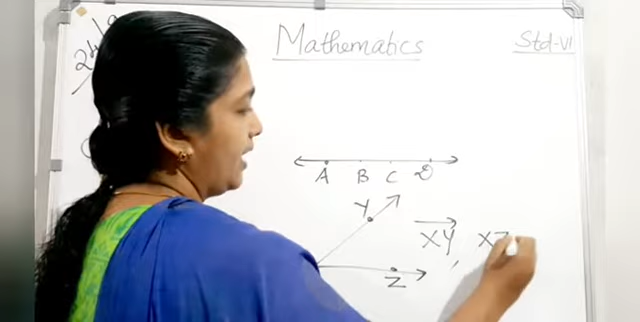 Mathematics
Std-VI
A B C D
Y
XY, XZ
Z